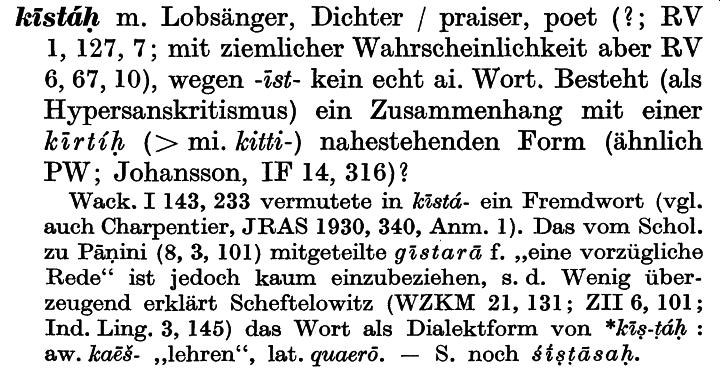 kīstáḥ m. Lobsänger, Dichter / praiser, poet (?; RV
1, 127, 7; mit ziemlicher Wahrscheinlichkeit aber RV
6, 67, 10), wegen -īst- kein echt ai. Wort. Besteht (als
Hypersanskritismus) ein Zusammenhang mit einer
kīrtíḥ (> mi. kitti-) nahestehenden Form (ähnlich
PW; Johansson, IF 14, 316)?
Wack. I 143, 233 vermutete in kīstá- ein Fremdwort (vgl.
auch Charpentier, JRAS 1930, 340, Anm. 1). Das vom Schol.
zu Pāṇini (8, 3, 101) mitgeteilte gīstarā f. „eine vorzügliche
Rede“ ist jedoch kaum einzubeziehen, s. d. Wenig über-
zeugend erklärt Scheftelowitz (WZKM 21, 131; ZII 6, 101;
Ind. Ling. 3, 145) das Wort als Dialektform von *kīṣ-ṭáḥ :
aw. kaēš- „lehren“, lat. quaerō. — S. noch śíṣṭāsaḥ.